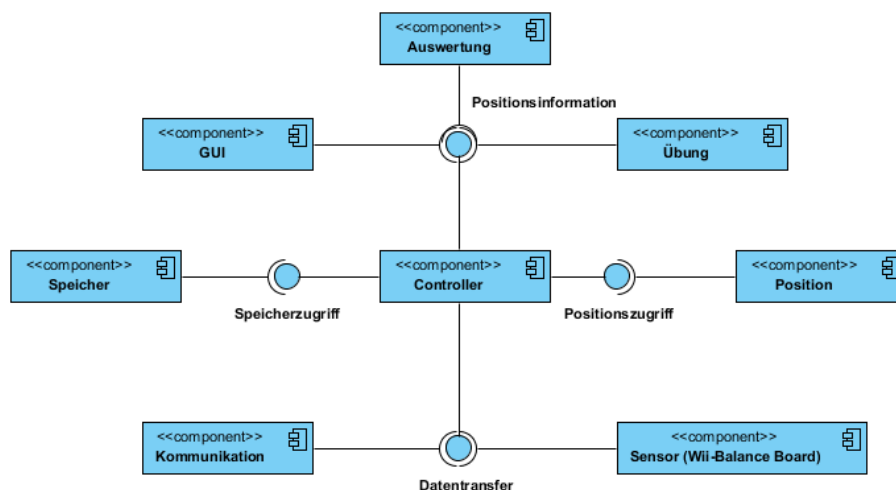 <<component>>
Auswertung
Positionsinformation
<<component>>
GUI
<<component>>
Übung
<<component>>
Speicher
<<component>>
Controller
<<component>>
Position
Speicherzugriff
Positionszugriff
<<component>>
Kommunikation
<<component>>
Sensor (Wii-Balance Board)
Datentransfer